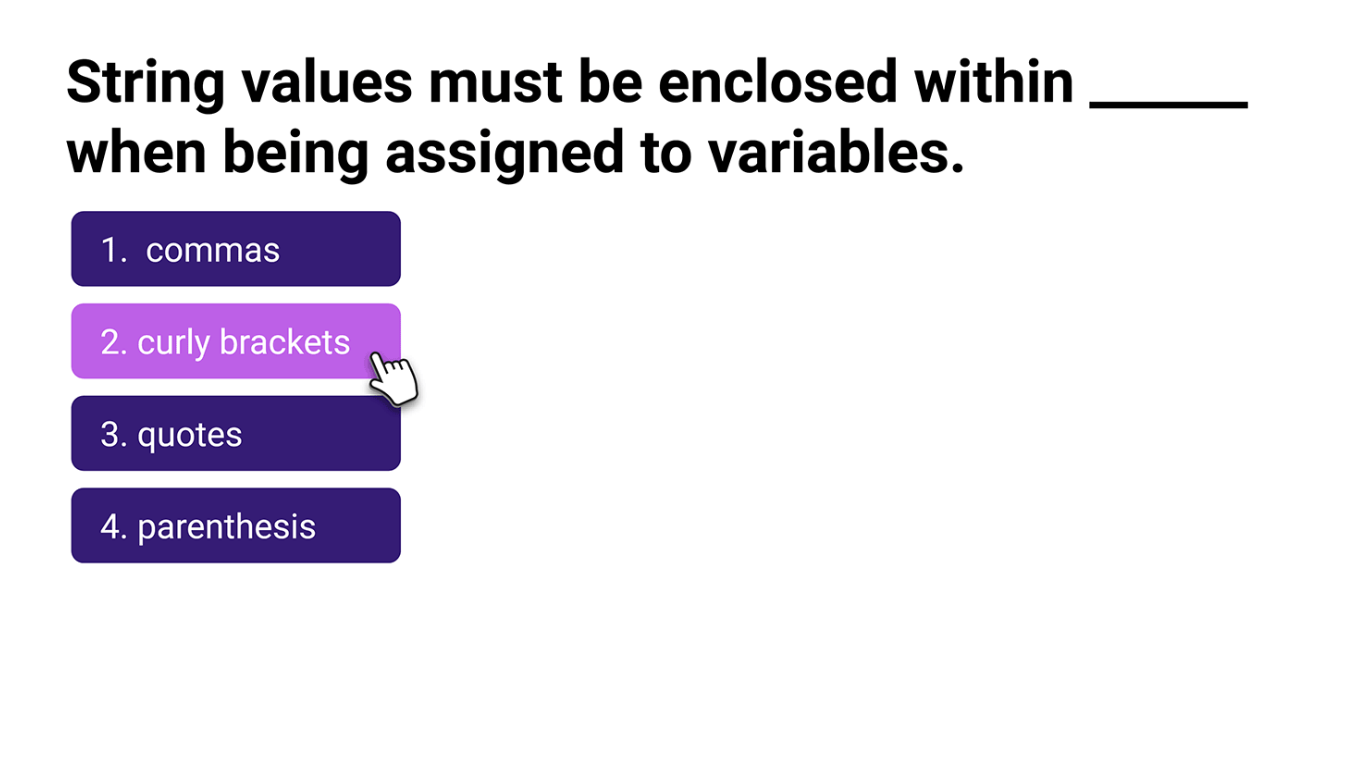 String values must be enclosed within _____
when being assigned to variables.
1. commas
2. curly brackets
3. quotes
4. parenthesis